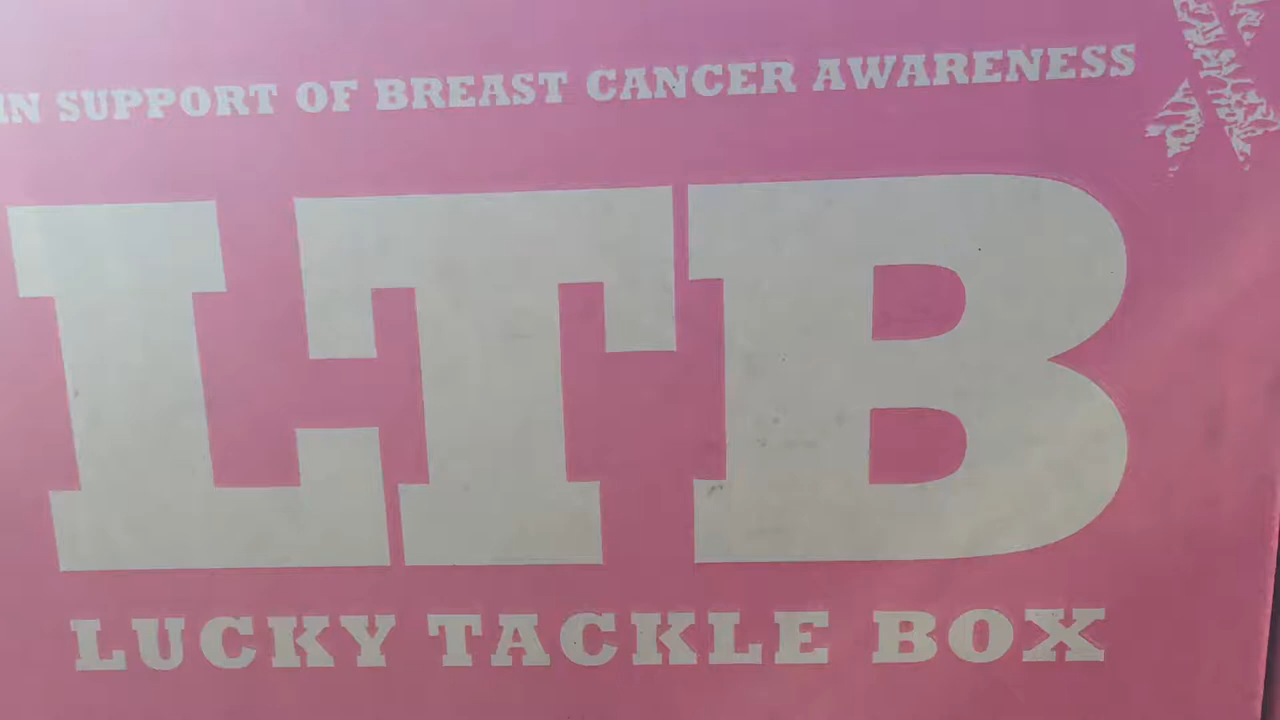 IN SUPPORT OF BREAST CANCER AWARENESS
LTB
LUCKY TACKLE BOX